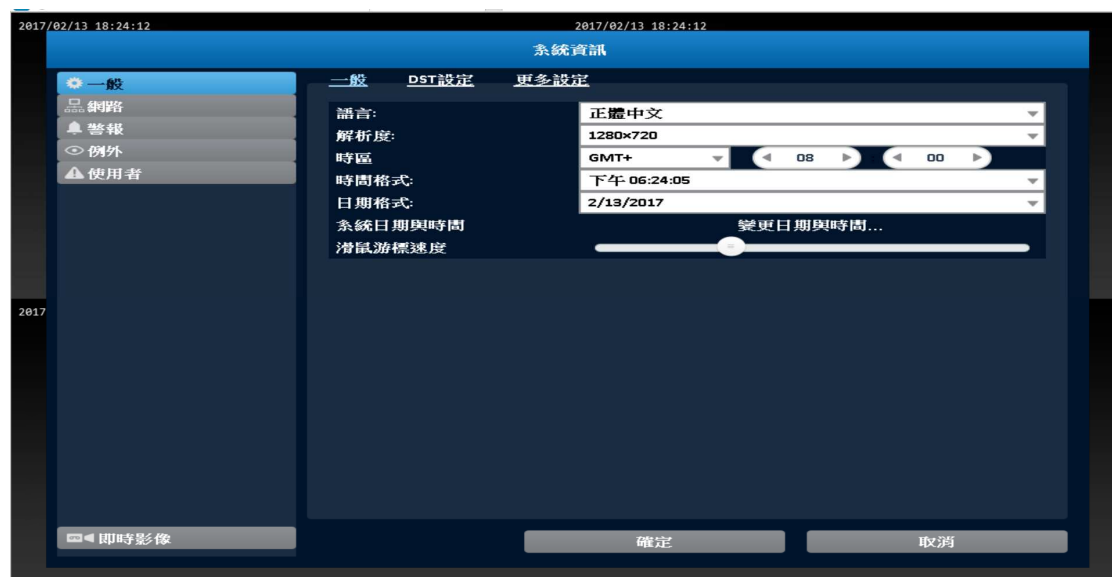 2017/02/13 18:24:12
2017/02/13 18:24:12
系統資訊
一般
網路
警報
例外
使用者
一般 DST設定 更多設定
語言: 正體中文
解析度: 1280×720
時區 GMT+ 08 00
時間格式: 下午 06:24:05
日期格式: 2/13/2017
系統日期與時間 變更日期與時間...
滑鼠游標速度
2017
即時影像
確定 取消